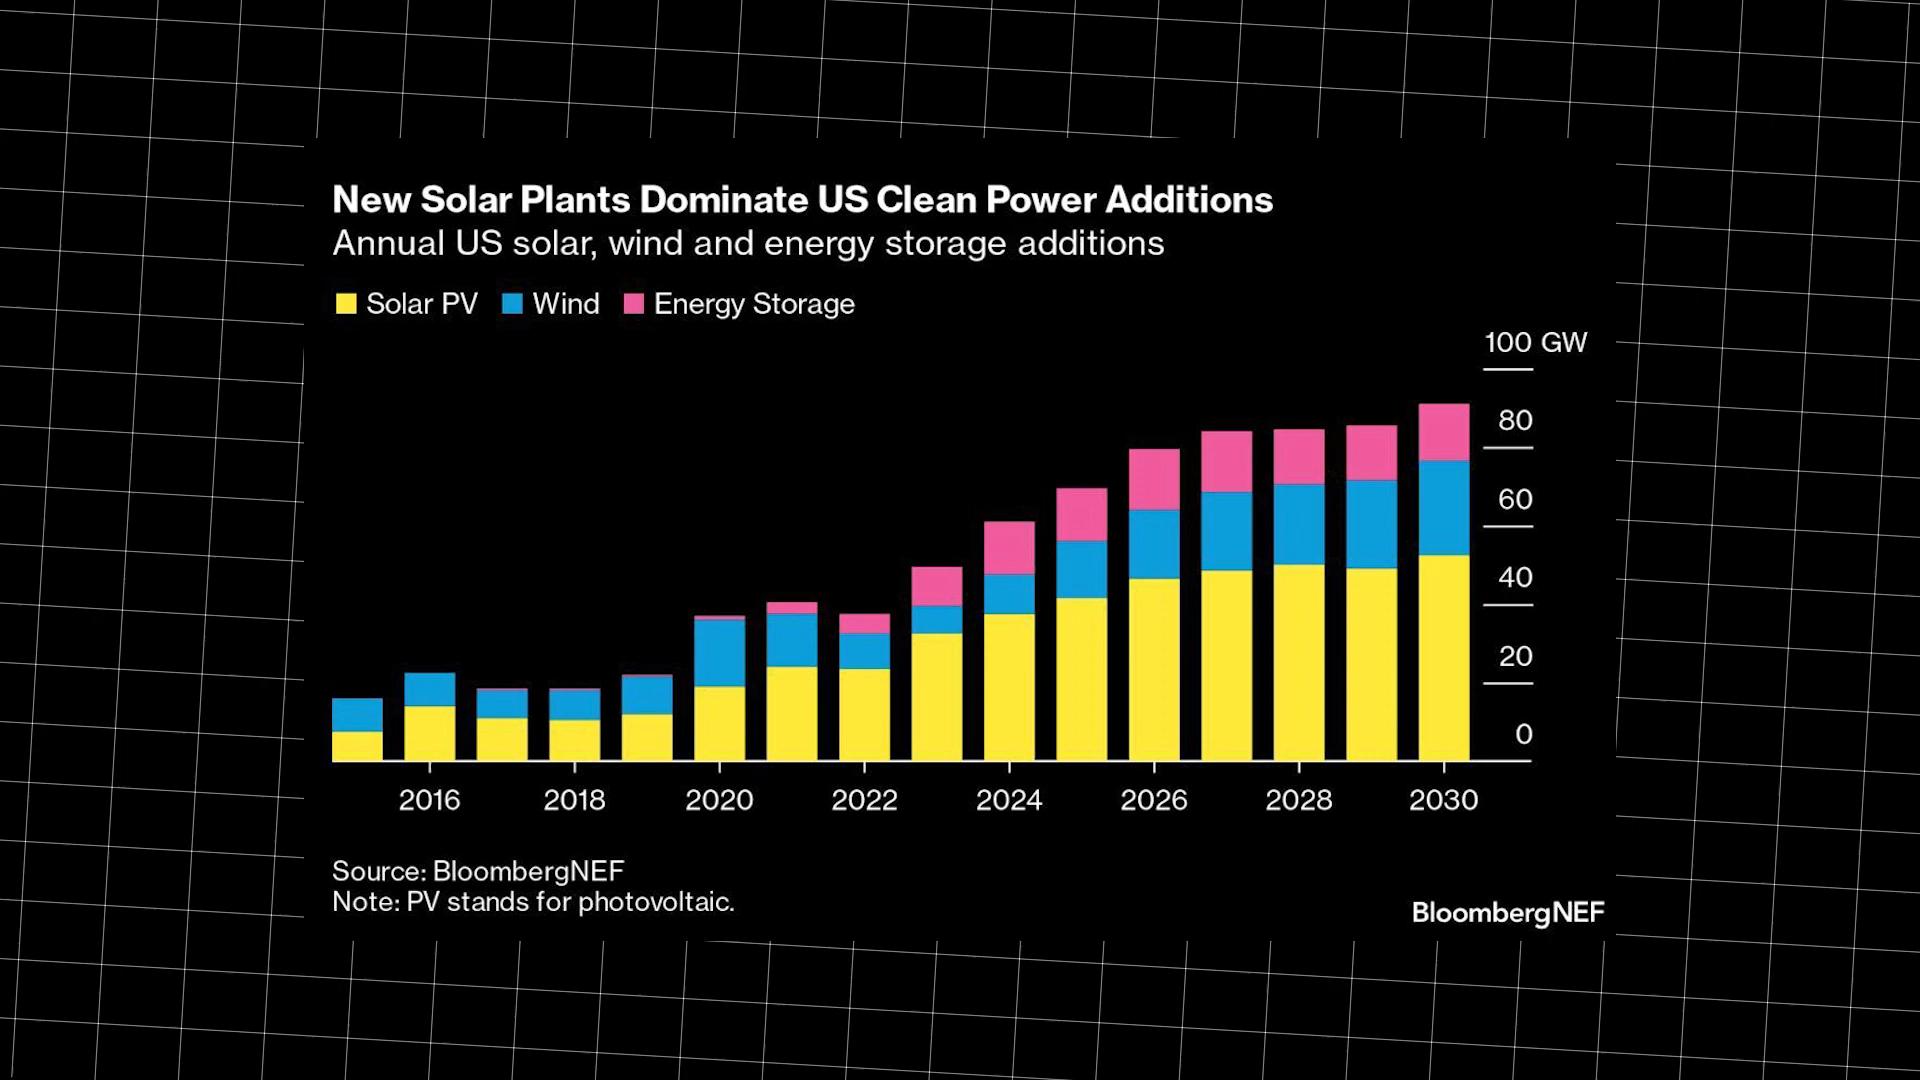 New Solar Plants Dominate US Clean Power Additions
Annual US solar, wind and energy storage additions
Solar PV Wind Energy Storage
100 GW
80
60
40
20
0
2016 2018 2020 2022 2024 2026 2028 2030
Source: BloombergNEF
Note: PV stands for photovoltaic.
BloombergNEF